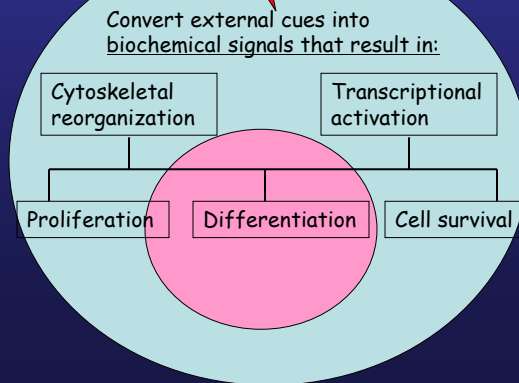 Convert external cues into
biochemical signals that result in:
Cytoskeletal
reorganization
Transcriptional
activation
Proliferation
Differentiation
Cell survival